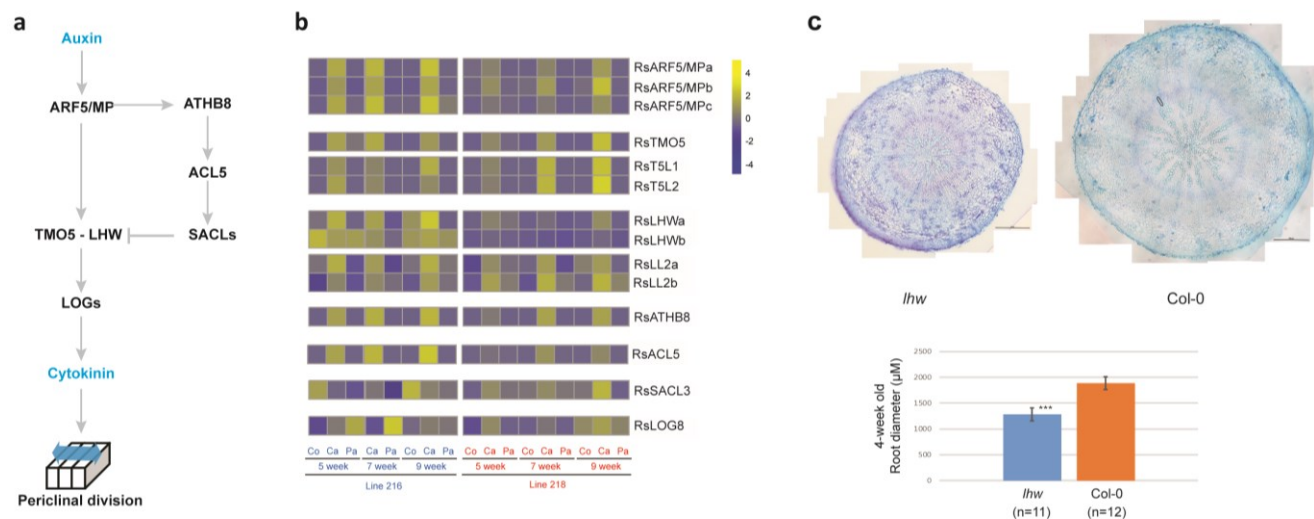 a
Auxin
ARF5/MP
ATHB8
ACL5
TMO5 - LHW
SACLs
LOGs
Cytokinin
Periclinal division
b
RsARF5/MPa
RsARF5/MPb
RsARF5/MPc
RsTMO5
RsT5L1
RsT5L2
RsLHWa
RsLHWb
RsLL2a
RsLL2b
RsATHB8
RsACL5
RsSACL3
RsLOG8
4
2
0
-2
-4
Co Ca Pa Co Ca Pa Co Ca Pa Co Ca Pa Co Ca Pa Co Ca Pa
5 week 7 week 9 week 5 week 7 week 9 week
Line 216 Line 218
c
lhw Col-0
4-week old
Root diameter (µM)
2500
2000
1500
1000
500
0
***
lhw Col-0
(n=11) (n=12)